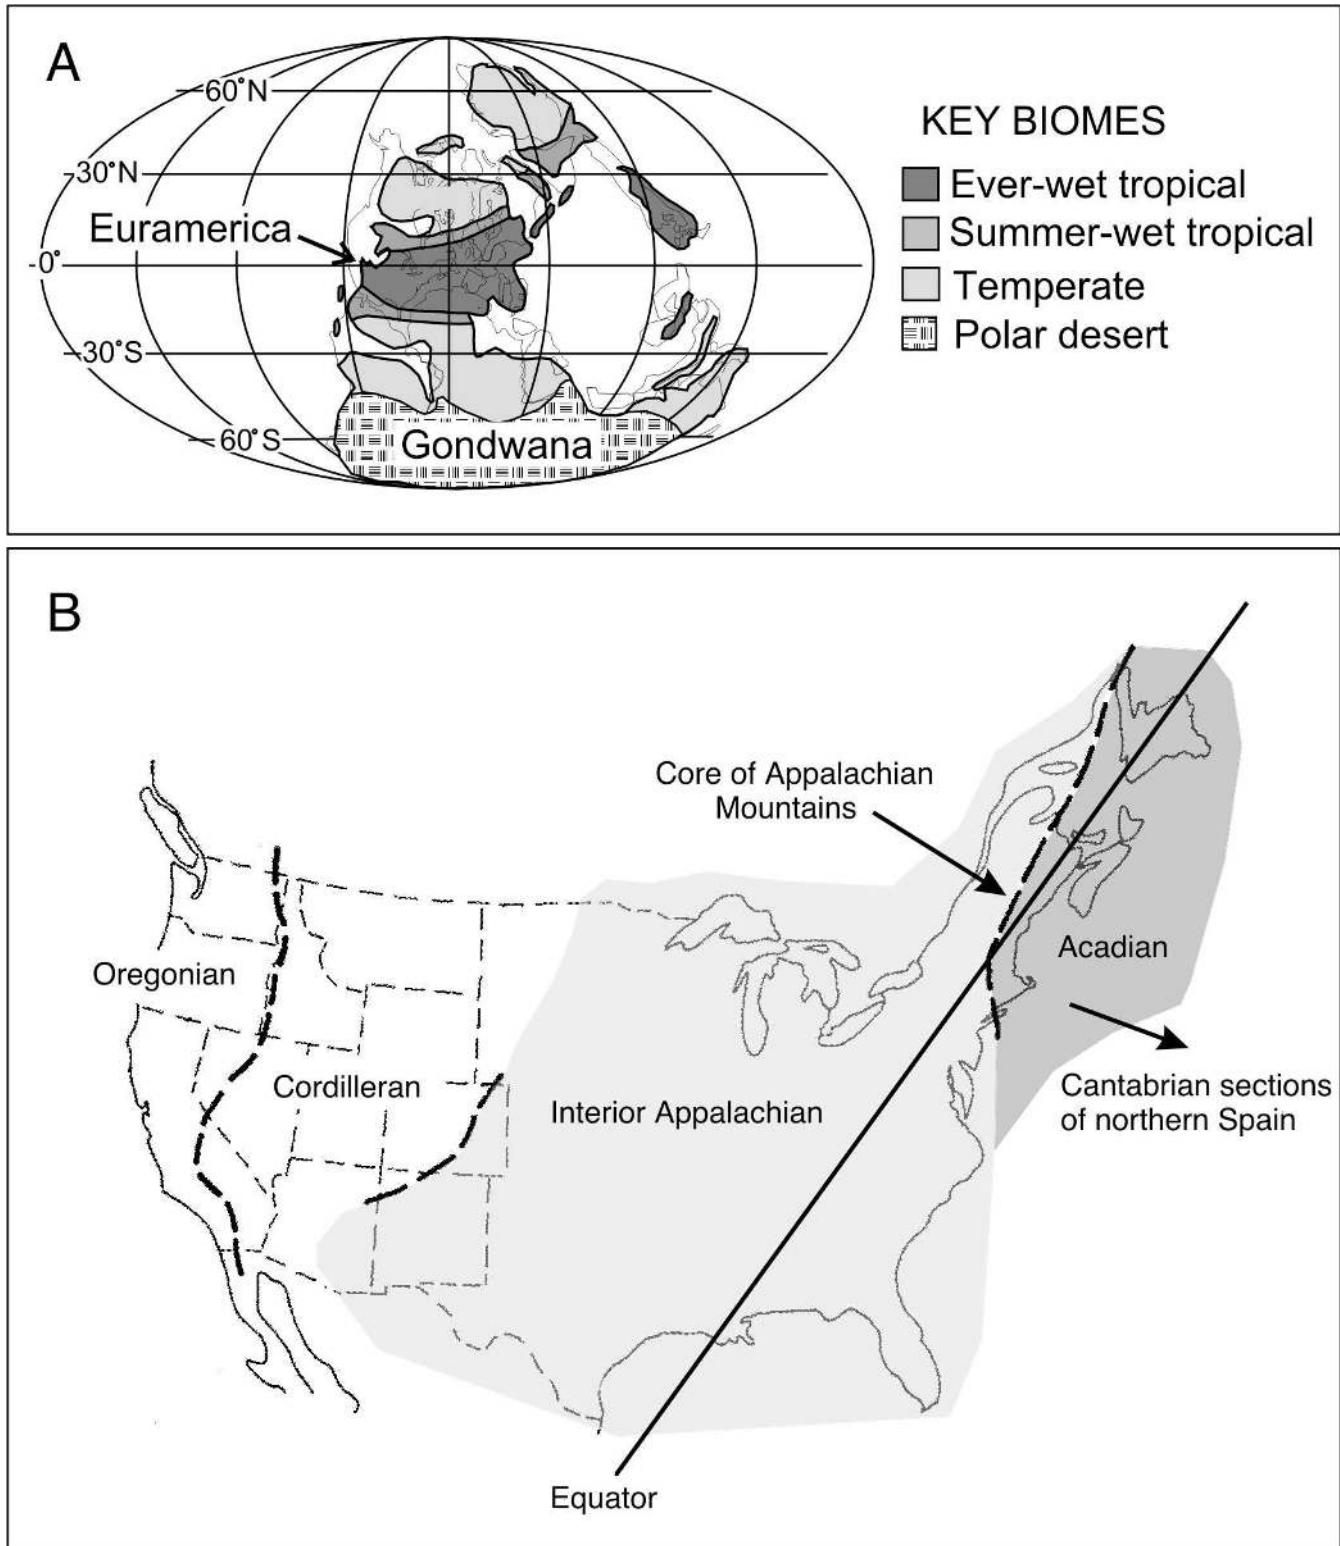 A
60°N
30°N
Euramerica
0°
30°S
60°S
Gondwana
KEY BIOMES
Ever-wet tropical
Summer-wet tropical
Temperate
Polar desert
B
Core of Appalachian
Mountains
Oregonian
Acadian
Cordilleran
Interior Appalachian
Cantabrian sections
of northern Spain
Equator